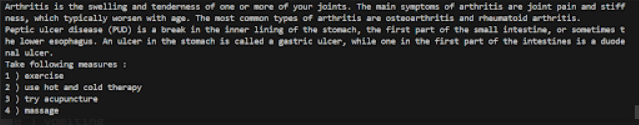 Arthritis is the swelling and tenderness of one or more of your joints. The main symptoms of arthritis are joint pain and stiff
ness, which typically worsen with age. The most common types of arthritis are osteoarthritis and rheumatoid arthritis.
Peptic ulcer disease (PUD) is a break in the inner lining of the stomach, the first part of the small intestine, or sometimes t
he lower esophagus. An ulcer in the stomach is called a gastric ulcer, while one in the first part of the intestines is a duode
nal ulcer.
Take following measures :
1 ) exercise
2 ) use hot and cold therapy
3 ) try acupuncture
4 ) massage